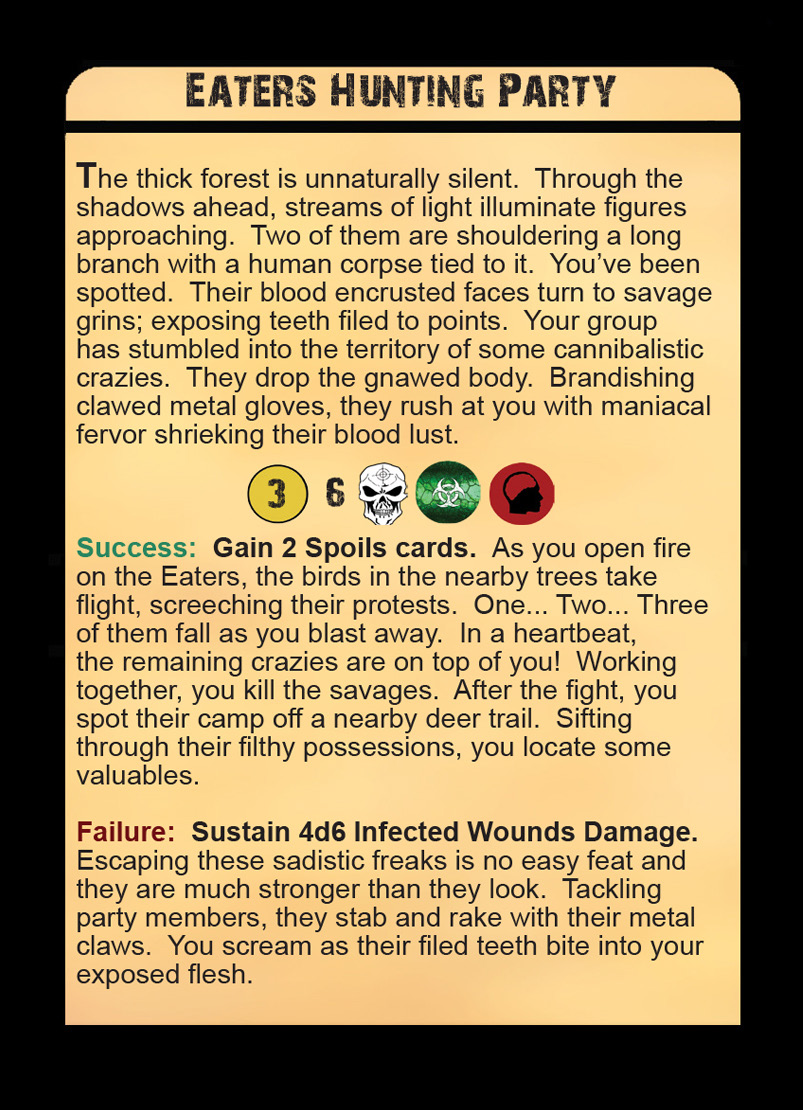 Eaters Hunting Party
The thick forest is unnaturally silent.  Through the
shadows ahead, streams of light illuminate figures
approaching.  Two of them are shouldering a long
branch with a human corpse tied to it.  You’ve been
spotted.  Their blood encrusted faces turn to savage
grins; exposing teeth filed to points.  Your group
has stumbled into the territory of some cannibalistic
crazies.  They drop the gnawed body.  Brandishing
clawed metal gloves, they rush at you with maniacal
fervor shrieking their blood lust.
3 6
Success:  Gain 2 Spoils cards.  As you open fire
on the Eaters, the birds in the nearby trees take
flight, screeching their protests.  One... Two... Three
of them fall as you blast away.  In a heartbeat,
the remaining crazies are on top of you!  Working
together, you kill the savages.  After the fight, you
spot their camp off a nearby deer trail.  Sifting
through their filthy possessions, you locate some
valuables.
Failure:  Sustain 4d6 Infected Wounds Damage.
Escaping these sadistic freaks is no easy feat and
they are much stronger than they look.  Tackling
party members, they stab and rake with their metal
claws.  You scream as their filed teeth bite into your
exposed flesh.